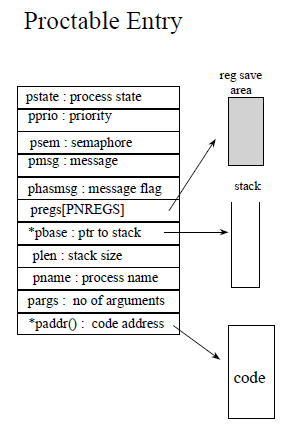 Proctable Entry
reg save
area
pstate : process state
pprio : priority
psem : semaphore
pmsg : message
phasmsg : message flag
pregs[PNREGS]
*pbase : ptr to stack
plen : stack size
pname : process name
pargs : no of arguments
*paddr() : code address
stack
code